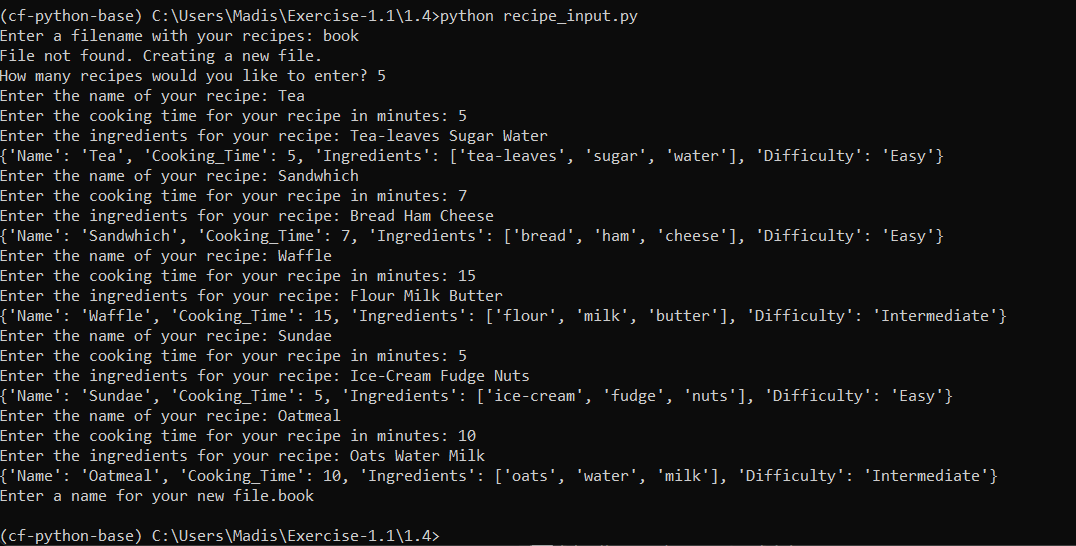 (cf-python-base) C:\Users\Madis\Exercise-1.1\1.4>python recipe_input.py
Enter a filename with your recipes: book
File not found. Creating a new file.
How many recipes would you like to enter? 5
Enter the name of your recipe: Tea
Enter the cooking time for your recipe in minutes: 5
Enter the ingredients for your recipe: Tea-leaves Sugar Water
{'Name': 'Tea', 'Cooking_Time': 5, 'Ingredients': ['tea-leaves', 'sugar', 'water'], 'Difficulty': 'Easy'}
Enter the name of your recipe: Sandwhich
Enter the cooking time for your recipe in minutes: 7
Enter the ingredients for your recipe: Bread Ham Cheese
{'Name': 'Sandwhich', 'Cooking_Time': 7, 'Ingredients': ['bread', 'ham', 'cheese'], 'Difficulty': 'Easy'}
Enter the name of your recipe: Waffle
Enter the cooking time for your recipe in minutes: 15
Enter the ingredients for your recipe: Flour Milk Butter
{'Name': 'Waffle', 'Cooking_Time': 15, 'Ingredients': ['flour', 'milk', 'butter'], 'Difficulty': 'Intermediate'}
Enter the name of your recipe: Sundae
Enter the cooking time for your recipe in minutes: 5
Enter the ingredients for your recipe: Ice-Cream Fudge Nuts
{'Name': 'Sundae', 'Cooking_Time': 5, 'Ingredients': ['ice-cream', 'fudge', 'nuts'], 'Difficulty': 'Easy'}
Enter the name of your recipe: Oatmeal
Enter the cooking time for your recipe in minutes: 10
Enter the ingredients for your recipe: Oats Water Milk
{'Name': 'Oatmeal', 'Cooking_Time': 10, 'Ingredients': ['oats', 'water', 'milk'], 'Difficulty': 'Intermediate'}
Enter a name for your new file.book
(cf-python-base) C:\Users\Madis\Exercise-1.1\1.4>